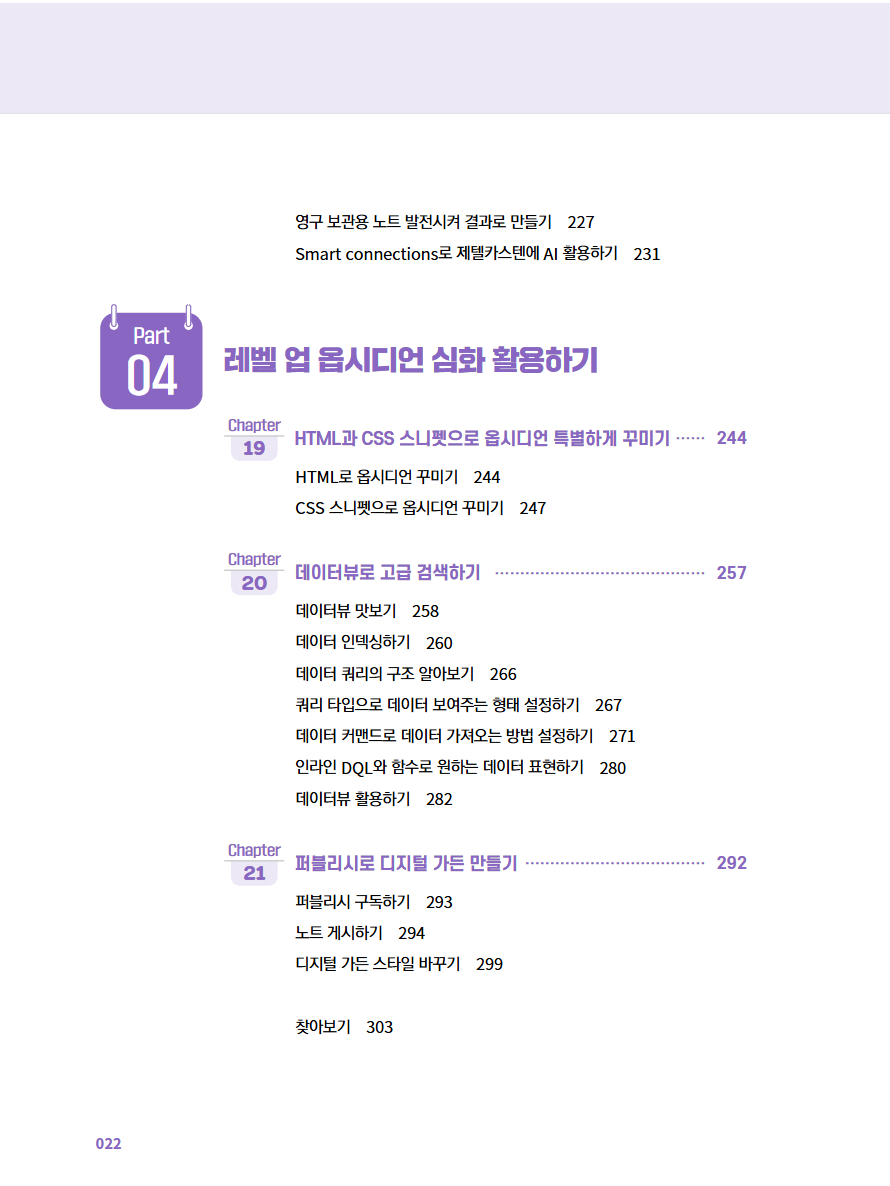 영구 보관용 노트 발전시켜 결과로 만들기 227
Smart connections로 제텔카스텐에 AI 활용하기 231
Part
04
레벨 업 옵시디언 심화 활용하기
Chapter
19
HTML과 CSS 스니펫으로 옵시디언 특별하게 꾸미기 ······ 244
HTML로 옵시디언 꾸미기 244
CSS 스니펫으로 옵시디언 꾸미기 247
Chapter
20
데이터뷰로 고급 검색하기 ·········································· 257
데이터뷰 맛보기 258
데이터 인덱싱하기 260
데이터 쿼리의 구조 알아보기 266
쿼리 타입으로 데이터 보여주는 형태 설정하기 267
데이터 커맨드로 데이터 가져오는 방법 설정하기 271
인라인 DQL와 함수로 원하는 데이터 표현하기 280
데이터뷰 활용하기 282
Chapter
21
퍼블리시로 디지털 가든 만들기 ···································· 292
퍼블리시 구독하기 293
노트 게시하기 294
디지털 가든 스타일 바꾸기 299
찾아보기 303
022